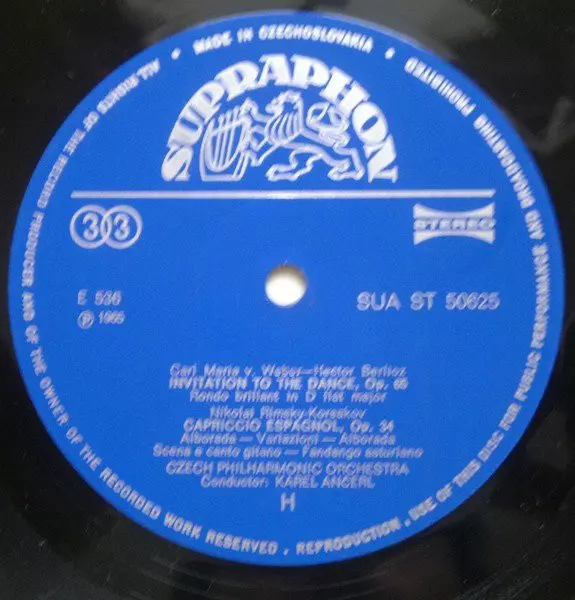 MADE IN CZECHOSLOVAKIA • ALL RIGHTS OF THE RECORD PRODUCER AND OF THE OWNER OF THE RECORDED WORK RESERVED • REPRODUCTION, USE OF THIS DISC FOR PUBLIC PERFORMANCE AND BROADCASTING PROHIBITED •
SUPRAPHON
33
STEREO
E 536
SUA ST 50625
℗ 1965
Carl Maria v. Weber—Hector Berlioz
INVITATION TO THE DANCE, Op. 65
Rondo brillant in D flat major
Nikolai Rimsky-Korsakov
CAPRICCIO ESPAGNOL, Op. 34
Alborada — Variazioni — Alborada
Scena e canto gitano — Fandango asturiano
CZECH PHILHARMONIC ORCHESTRA
Conductor: KAREL ANCERL
H